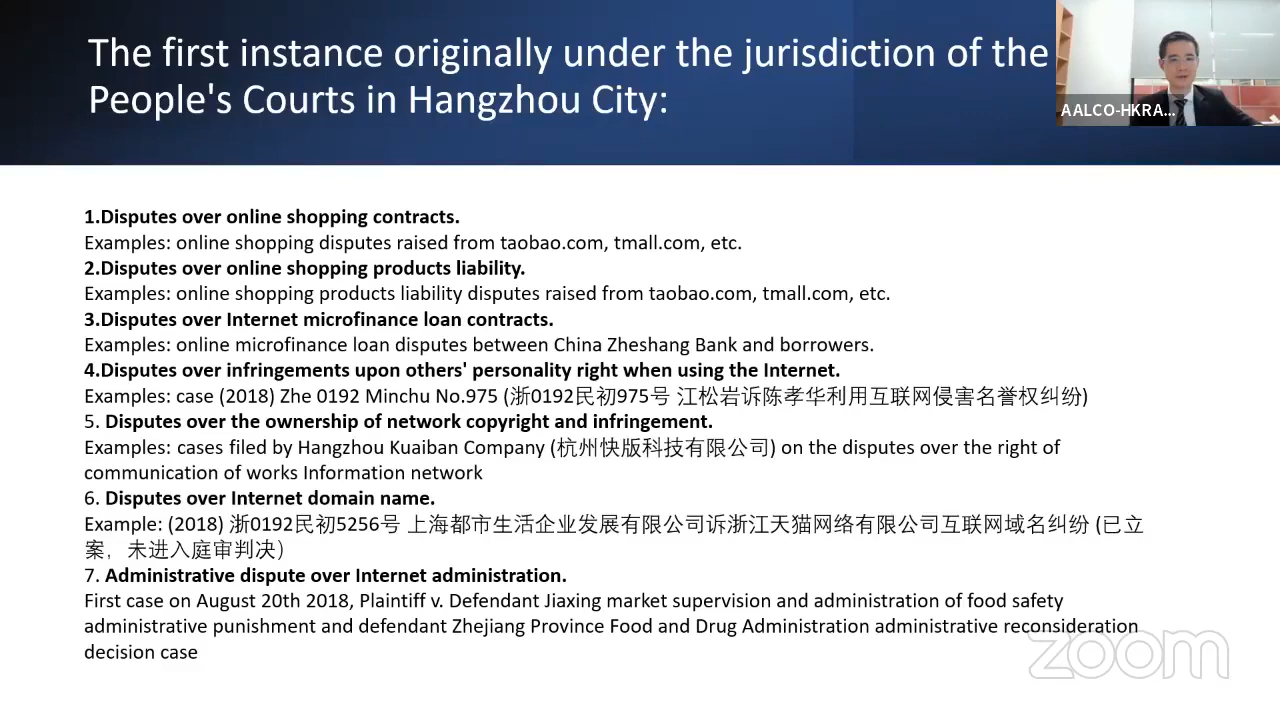 The first instance originally under the jurisdiction of the
People's Courts in Hangzhou City:
AALCO-HKRA...
1.Disputes over online shopping contracts.
Examples: online shopping disputes raised from taobao.com, tmall.com, etc.
2.Disputes over online shopping products liability.
Examples: online shopping products liability disputes raised from taobao.com, tmall.com, etc.
3.Disputes over Internet microfinance loan contracts.
Examples: online microfinance loan disputes between China Zheshang Bank and borrowers.
4.Disputes over infringements upon others' personality right when using the Internet.
Examples: case (2018) Zhe 0192 Minchu No.975 (浙0192民初975号 江松岩诉陈孝华利用互联网侵害名誉权纠纷)
5. Disputes over the ownership of network copyright and infringement.
Examples: cases filed by Hangzhou Kuaiban Company (杭州快版科技有限公司) on the disputes over the right of
communication of works Information network
6. Disputes over Internet domain name.
Example: (2018) 浙0192民初5256号 上海都市生活企业发展有限公司诉浙江天猫网络有限公司互联网域名纠纷 (已立
案，未进入庭审判决）
7. Administrative dispute over Internet administration.
First case on August 20th 2018, Plaintiff v. Defendant Jiaxing market supervision and administration of food safety
administrative punishment and defendant Zhejiang Province Food and Drug Administration administrative reconsideration
decision case
zoom